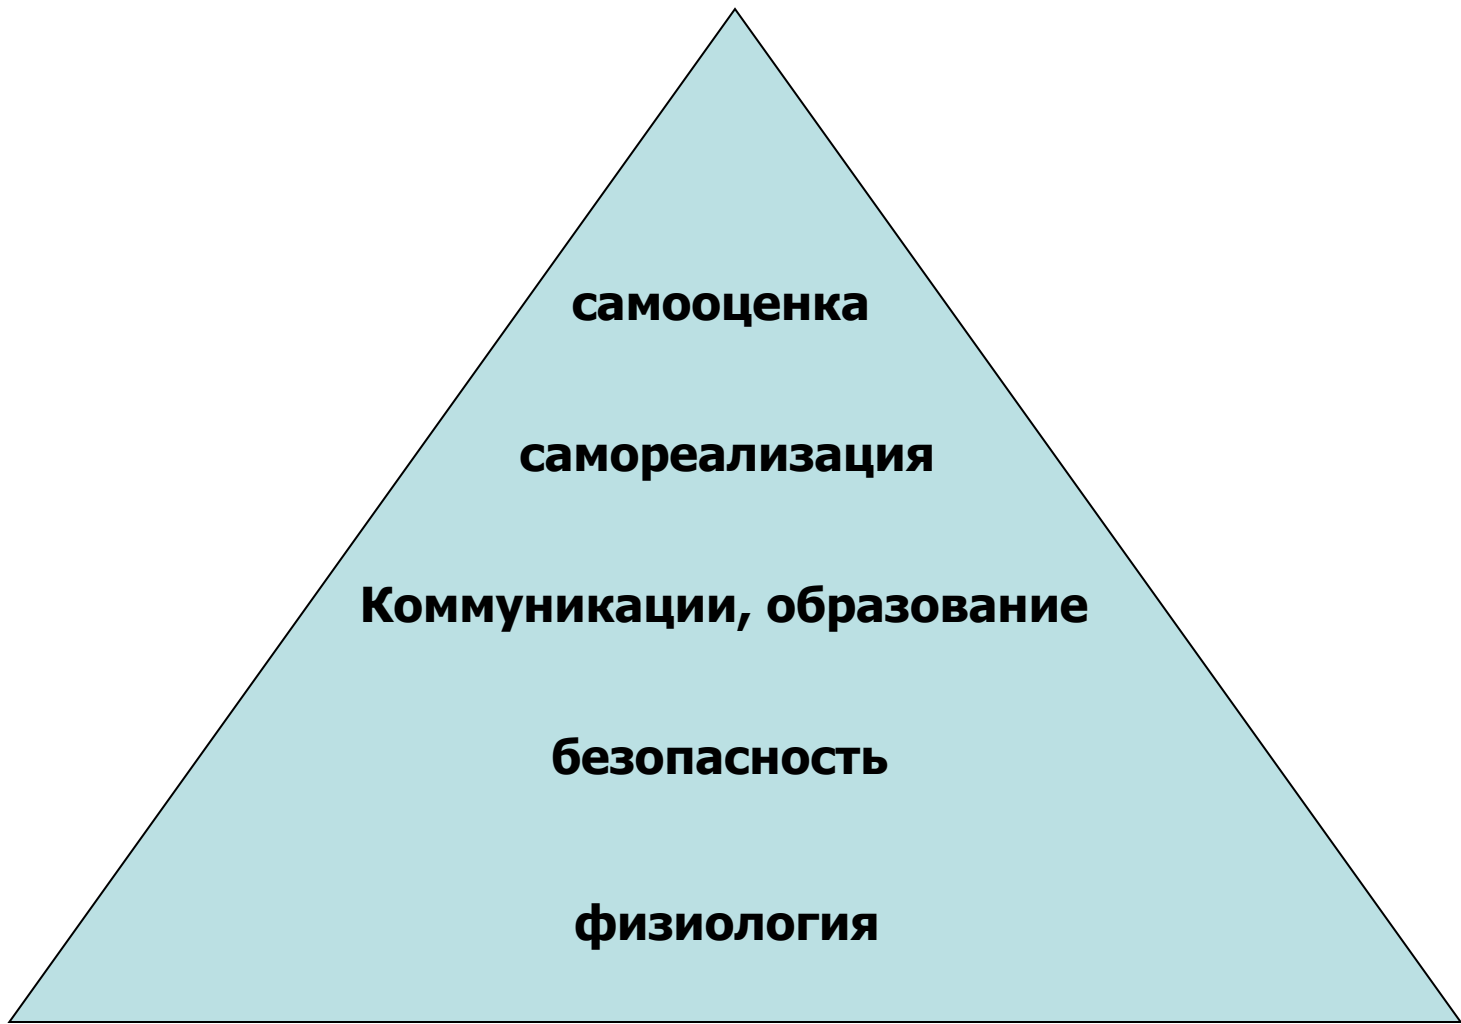 самооценка
самореализация
Коммуникации, образование
безопасность
физиология